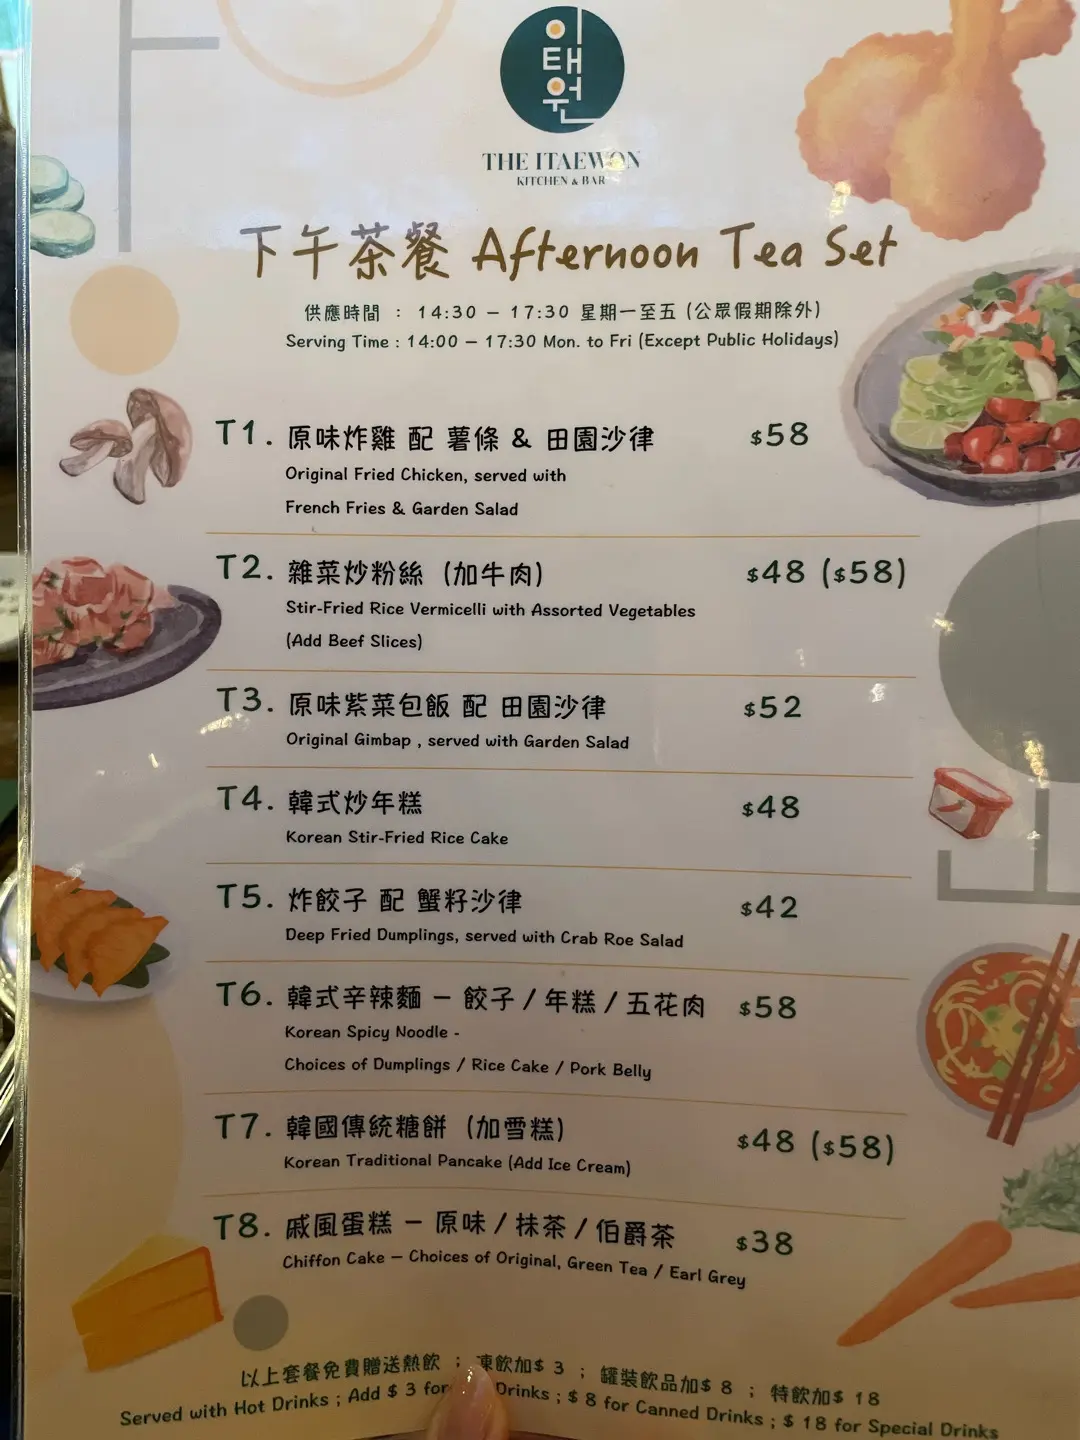 이
태
원
THE ITAEWON
KITCHEN & BAR
下午茶餐 Afternoon Tea Set
供應時間 : 14:30 – 17:30 星期一至五 (公眾假期除外)
Serving Time : 14:00 – 17:30 Mon. to Fri (Except Public Holidays)
T1. 原味炸雞 配 薯條 & 田園沙律 $58
Original Fried Chicken, served with
French Fries & Garden Salad
T2. 雜菜炒粉絲 (加牛肉) $48 ($58)
Stir-Fried Rice Vermicelli with Assorted Vegetables
(Add Beef Slices)
T3. 原味紫菜包飯 配 田園沙律 $52
Original Gimbap , served with Garden Salad
T4. 韓式炒年糕 $48
Korean Stir-Fried Rice Cake
T5. 炸餃子 配 蟹籽沙律 $42
Deep Fried Dumplings, served with Crab Roe Salad
T6. 韓式辛辣麵 – 餃子 / 年糕 / 五花肉 $58
Korean Spicy Noodle -
Choices of Dumplings / Rice Cake / Pork Belly
T7. 韓國傳統糖餅 (加雪糕) $48 ($58)
Korean Traditional Pancake (Add Ice Cream)
T8. 戚風蛋糕 – 原味 / 抹茶 / 伯爵茶 $38
Chiffon Cake – Choices of Original, Green Tea / Earl Grey
以上套餐免費贈送熱飲 ; 凍飲加$ 3 ; 罐裝飲品加$ 8 ; 特飲加$ 18
Served with Hot Drinks ; Add $ 3 for Drinks ; $ 8 for Canned Drinks ; $ 18 for Special Drinks